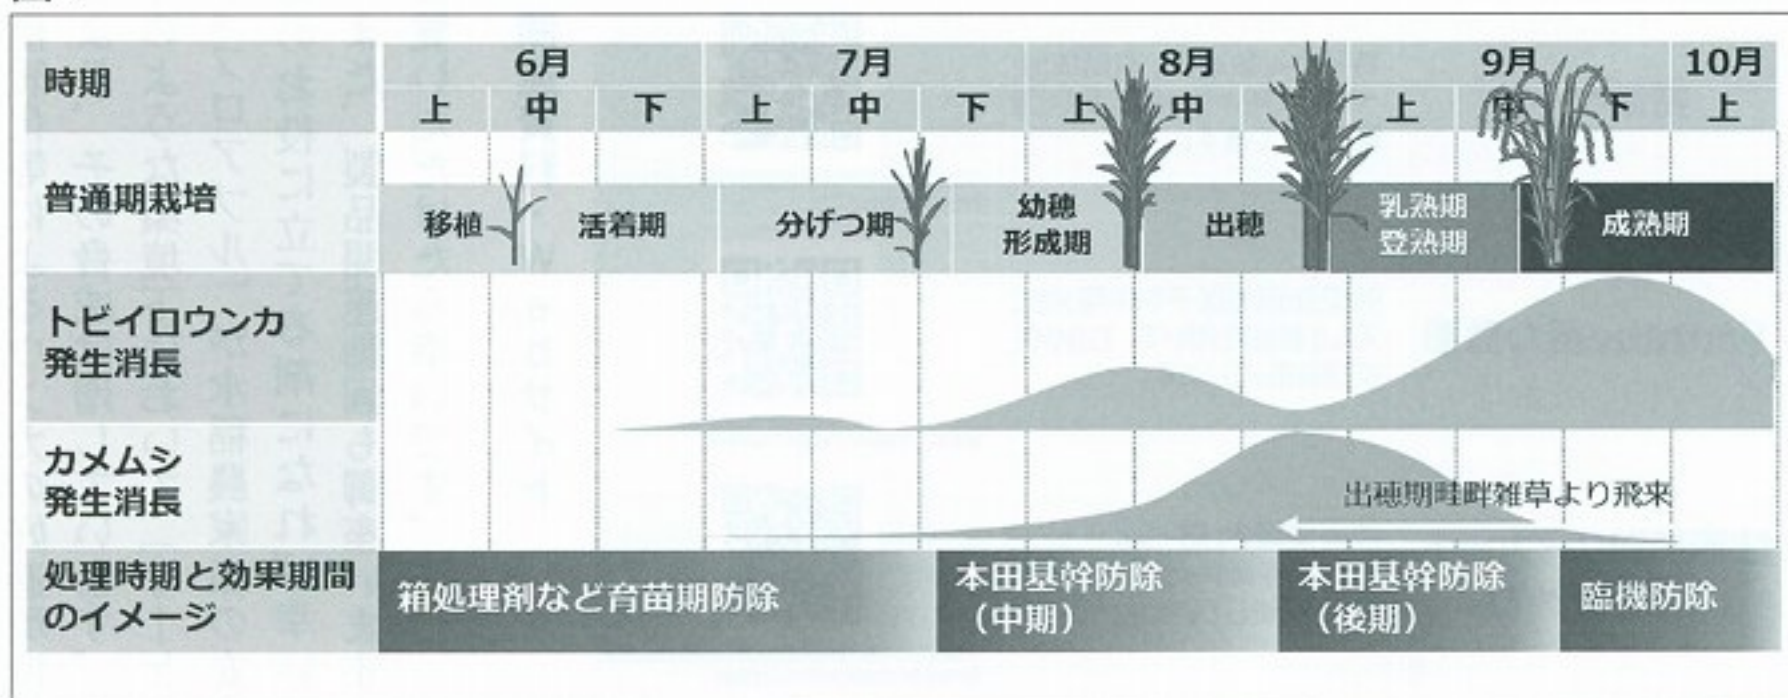 時期
6月 7月 8月 9月 10月
上 中 下 上 中 下 上 中 上 中 下 上
普通期栽培
移植 活着期 分げつ期 幼穂形成期 出穂 乳熟期登熟期 成熟期
トビイロウンカ
発生消長
カメムシ
発生消長
出穂期畦畔雑草より飛来
処理時期と効果期間
のイメージ
箱処理剤など育苗期防除
本田基幹防除
（中期）
本田基幹防除
（後期）
臨機防除